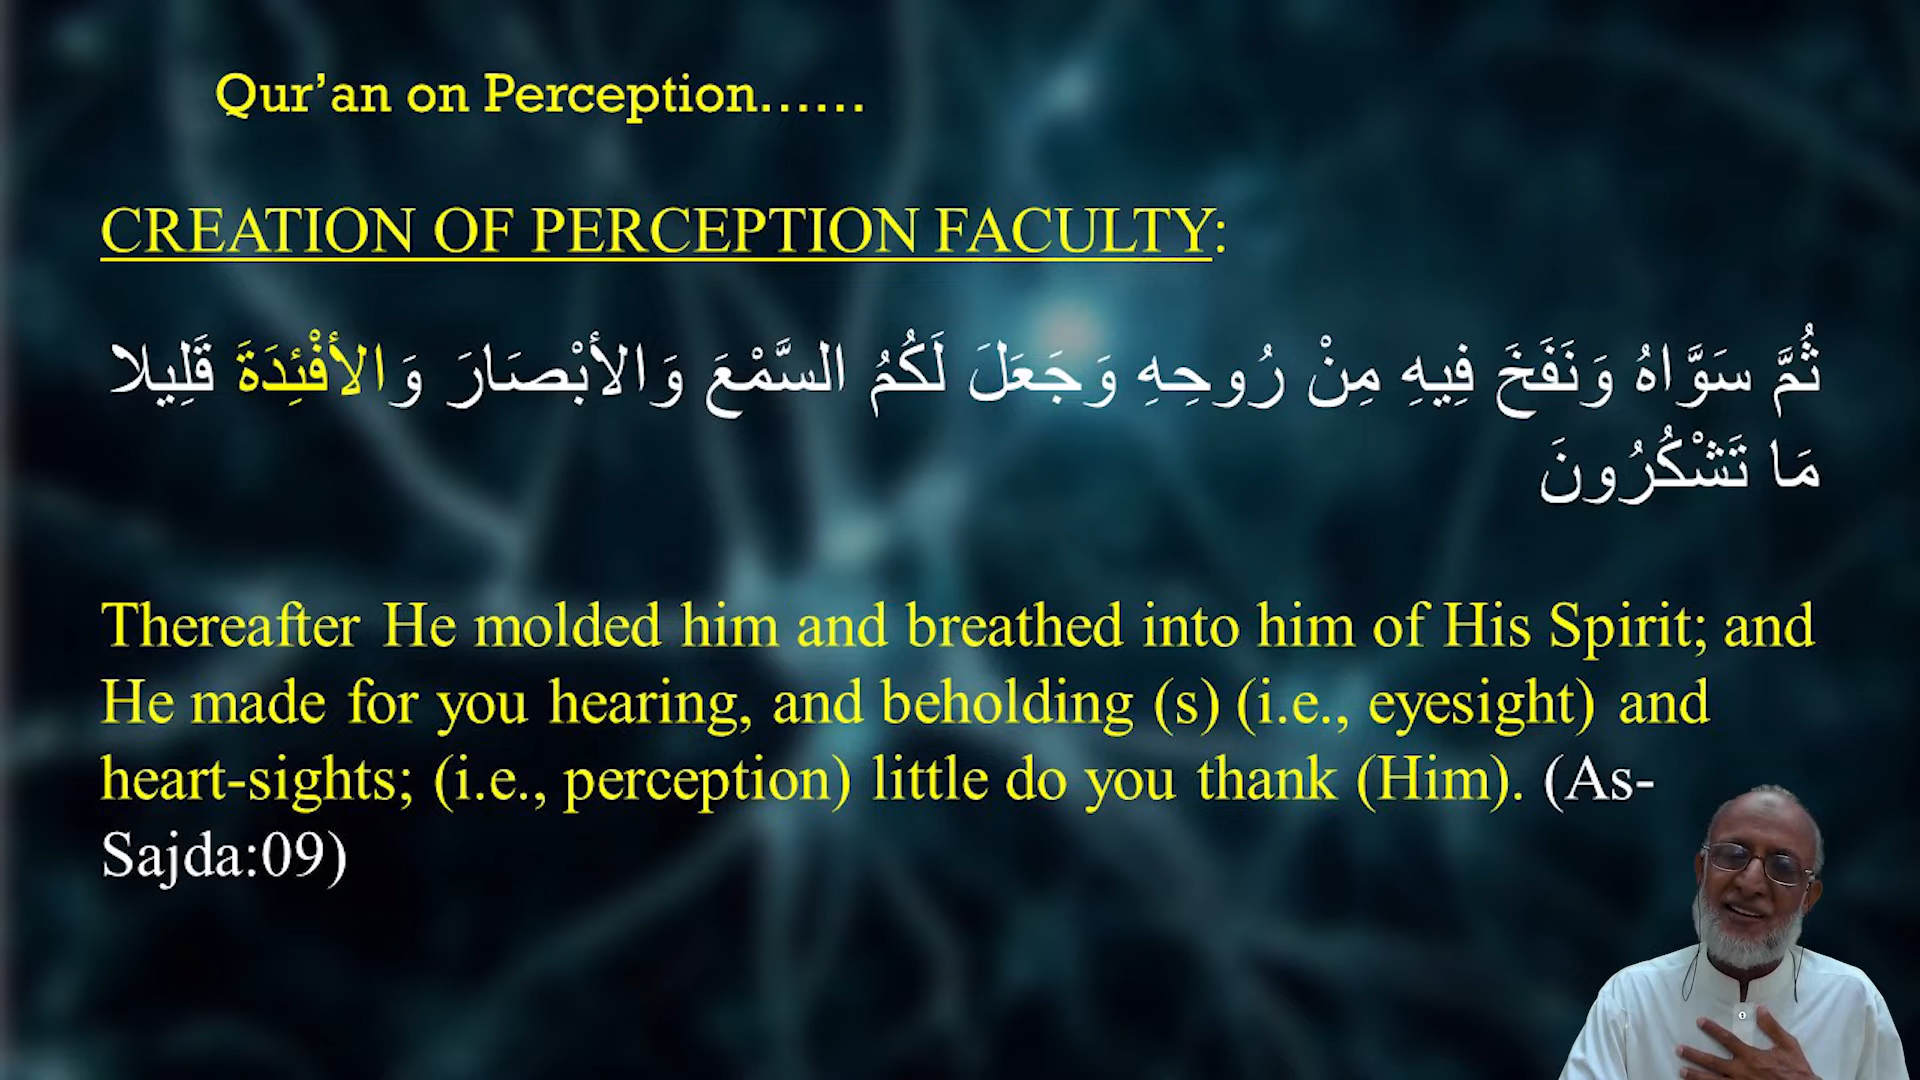 Qur’an on Perception......
CREATION OF PERCEPTION FACULTY:
ثُمَّ سَوَّاهُ وَنَفَخَ فِيهِ مِنْ رُوحِهِ وَجَعَلَ لَكُمُ السَّمْعَ وَالأبْصَارَ وَالأفْئِدَةَ قَلِيلا
مَا تَشْكُرُونَ
Thereafter He molded him and breathed into him of His Spirit; and
He made for you hearing, and beholding (s) (i.e., eyesight) and
heart-sights; (i.e., perception) little do you thank (Him). (As-
Sajda:09)